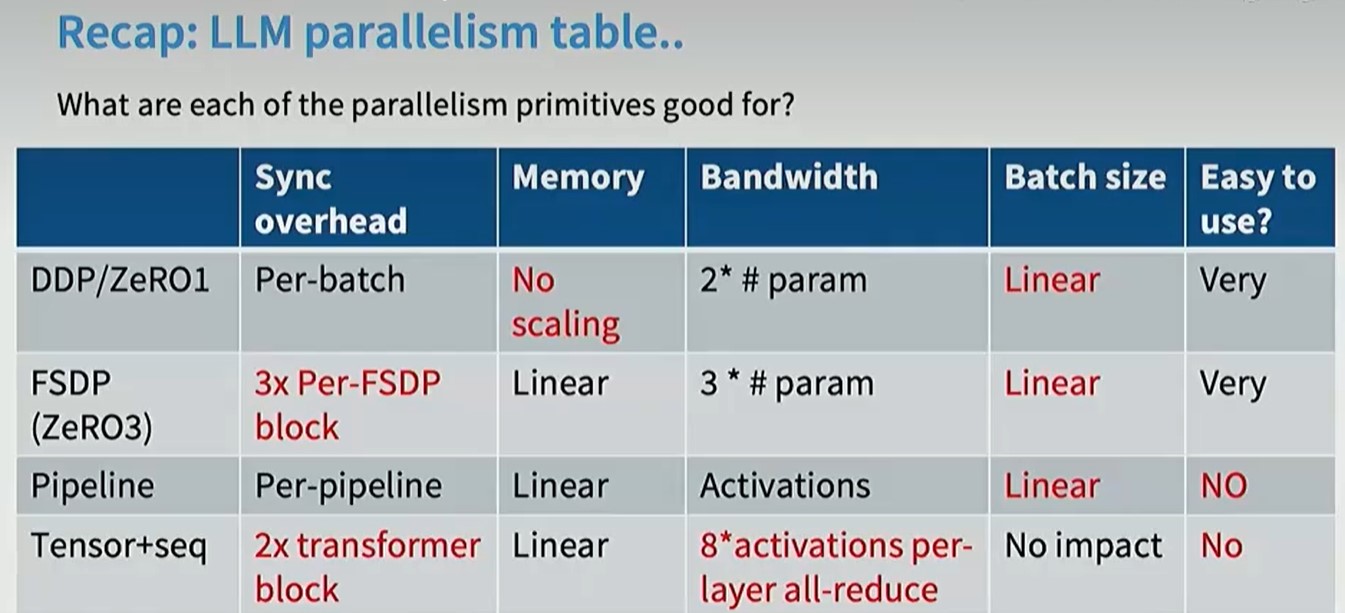 Recap: LLM parallelism table..
What are each of the parallelism primitives good for?
Sync overhead Memory Bandwidth Batch size Easy to use?
DDP/ZeRO1 Per-batch No scaling 2* # param Linear Very
FSDP (ZeRO3) 3x Per-FSDP block Linear 3 * # param Linear Very
Pipeline Per-pipeline Linear Activations Linear NO
Tensor+seq 2x transformer block Linear 8*activations per-layer all-reduce No impact No